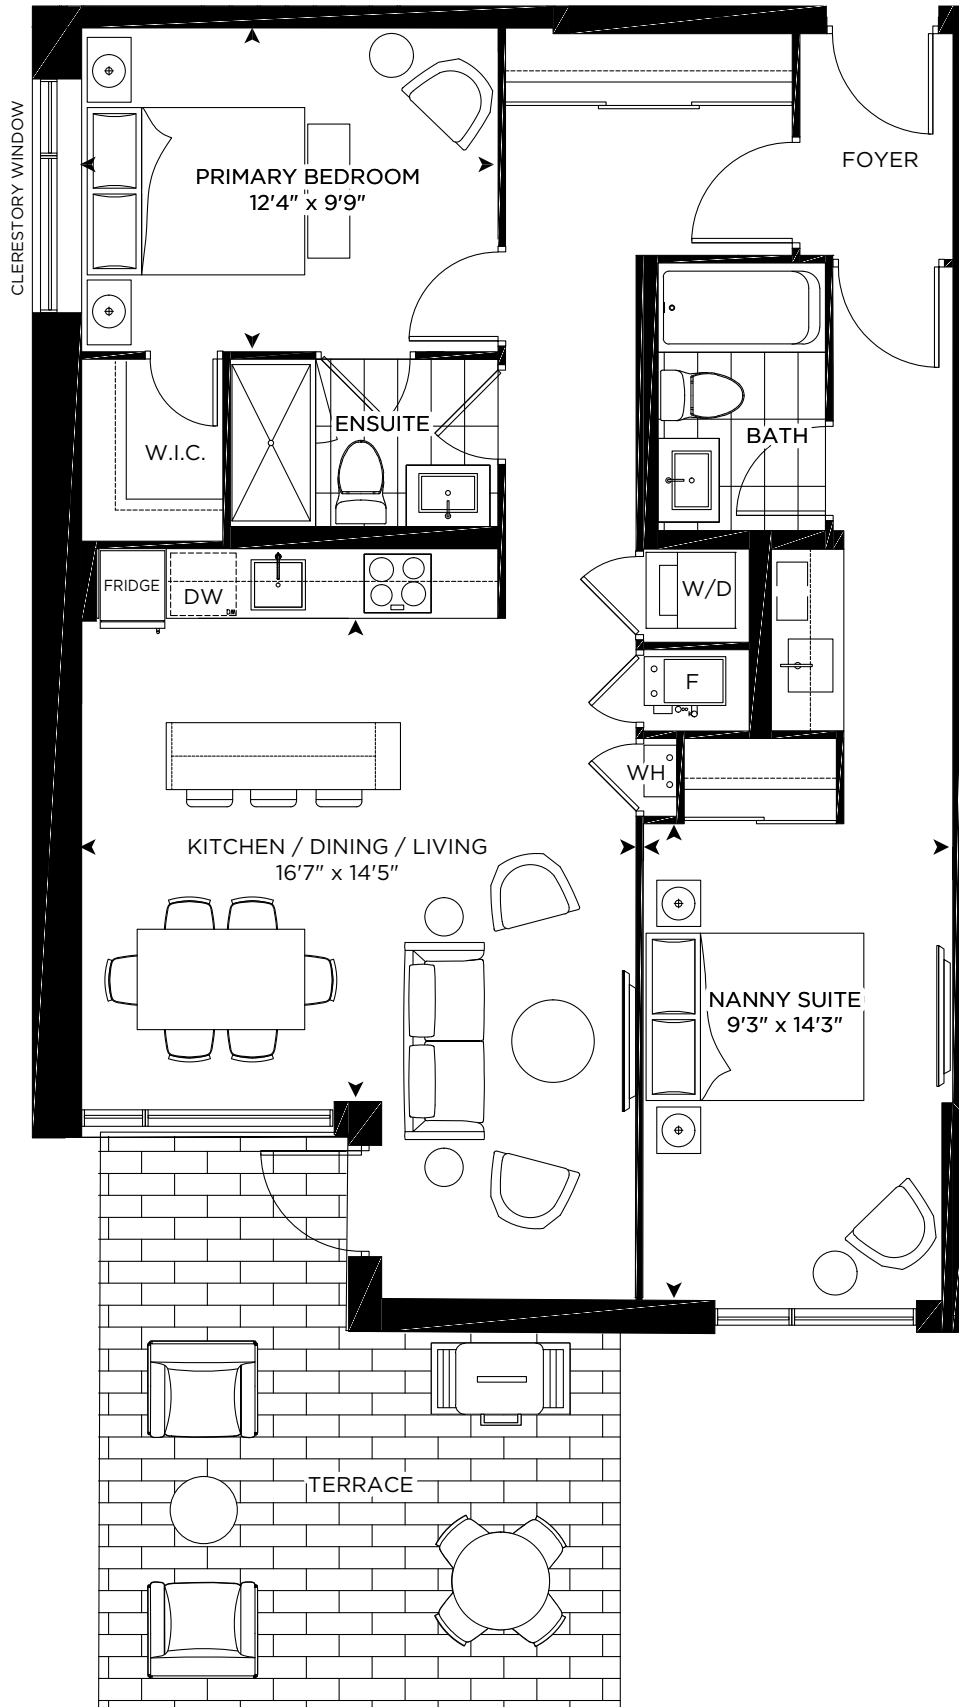 CLERESTORY WINDOW
PRIMARY BEDROOM
12'4" x 9'9"
FOYER
W.I.C.
ENSUITE
BATH
FRIDGE
DW
W/D
F
WH
KITCHEN / DINING / LIVING
16'7" x 14'5"
NANNY SUITE
9'3" x 14'3"
TERRACE